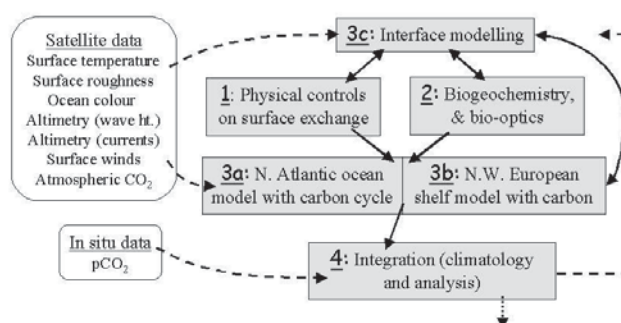 Satellite data
Surface temperature
Surface roughness
Ocean colour
Altimetry (wave ht.)
Altimetry (currents)
Surface winds
Atmospheric CO₂
3c: Interface modelling
1: Physical controls
on surface exchange
2: Biogeochemistry,
& bio-optics
3a: N. Atlantic ocean
model with carbon cycle
3b: N.W. European
shelf model with carbon
In situ data
pCO₂
4: Integration (climatology
and analysis)